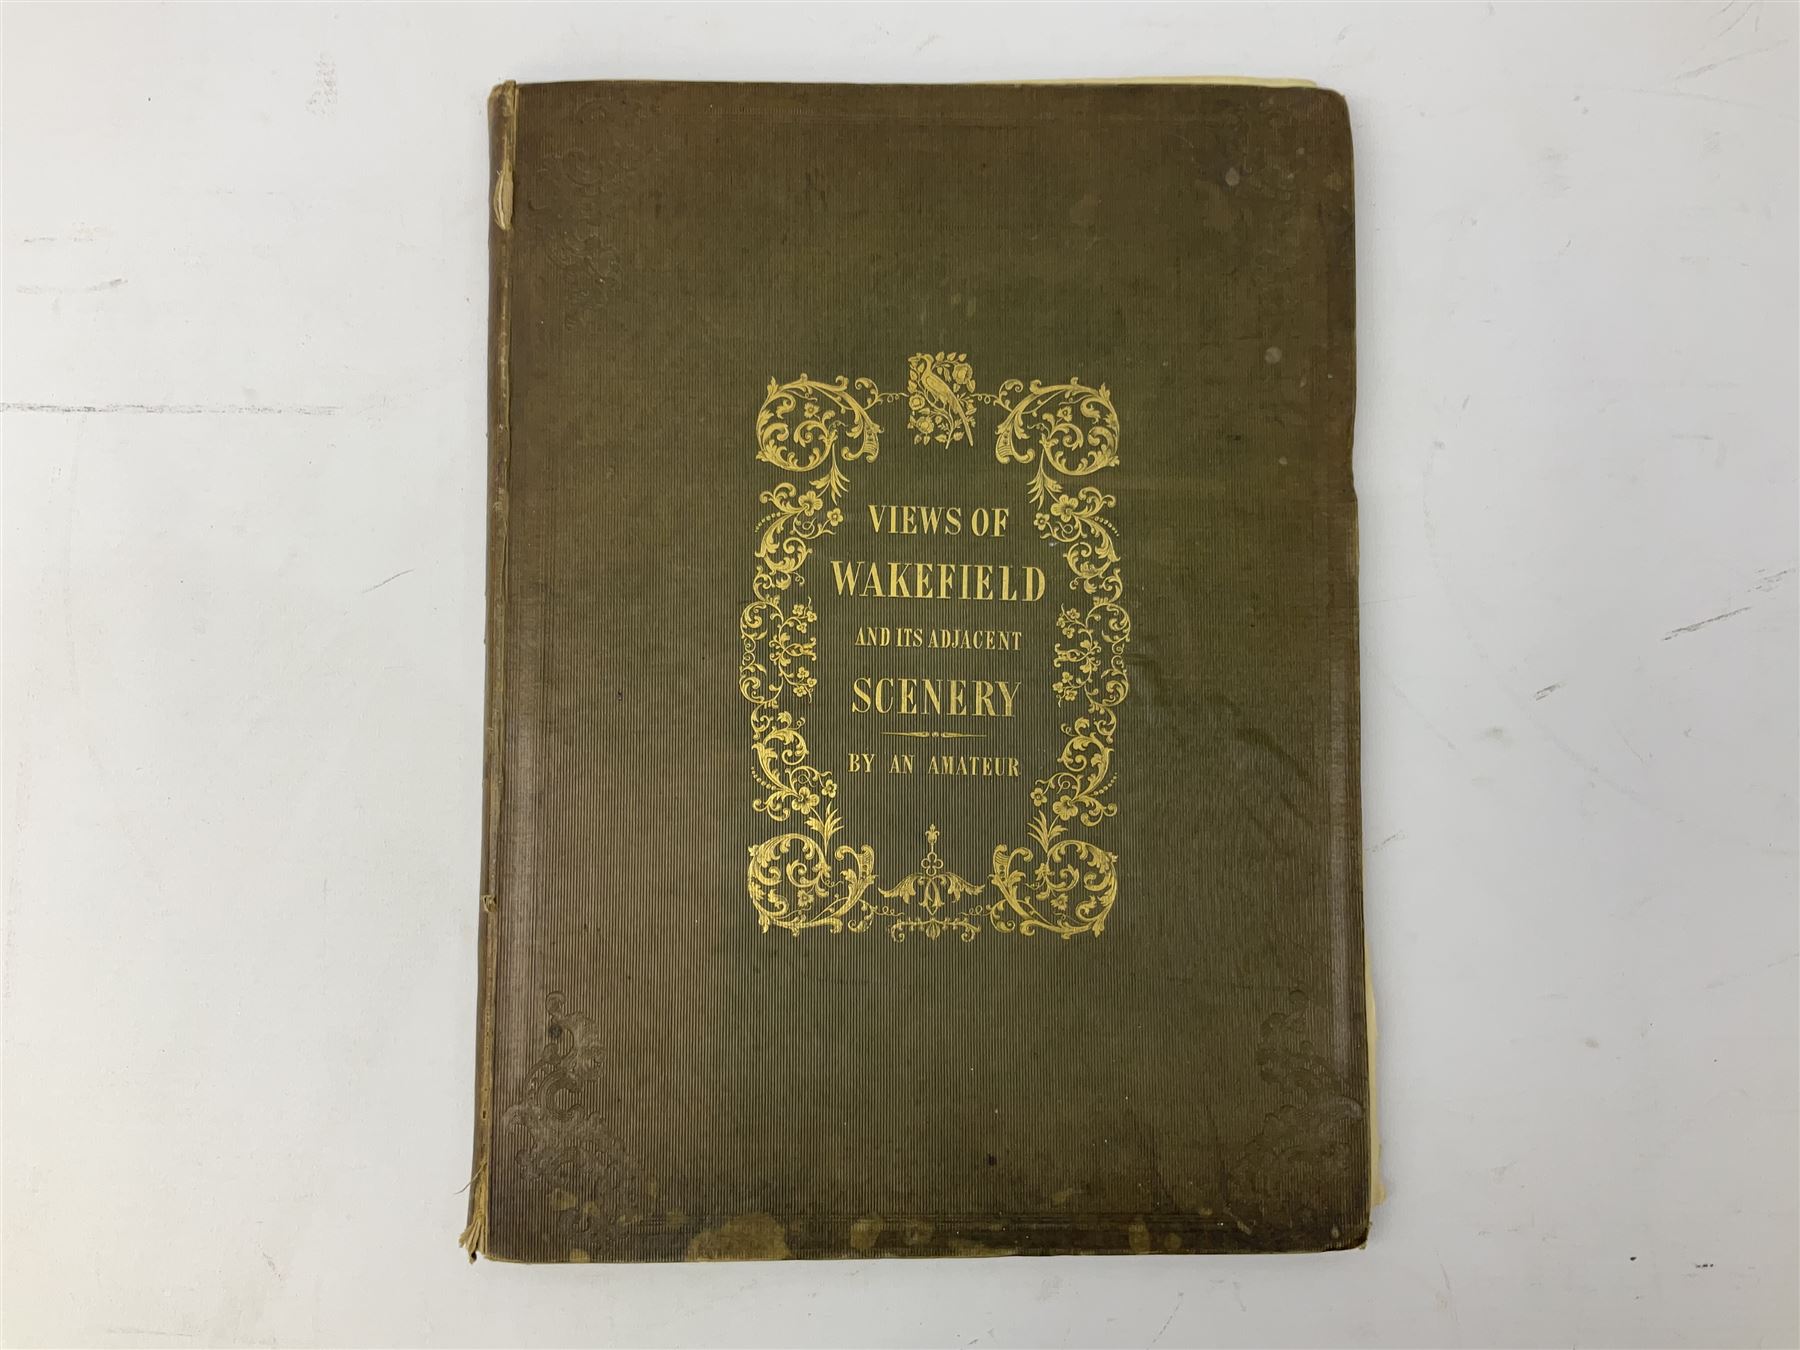 VIEWS OF
WAKEFIELD
AND ITS ADJACENT
SCENERY
BY AN AMATEUR